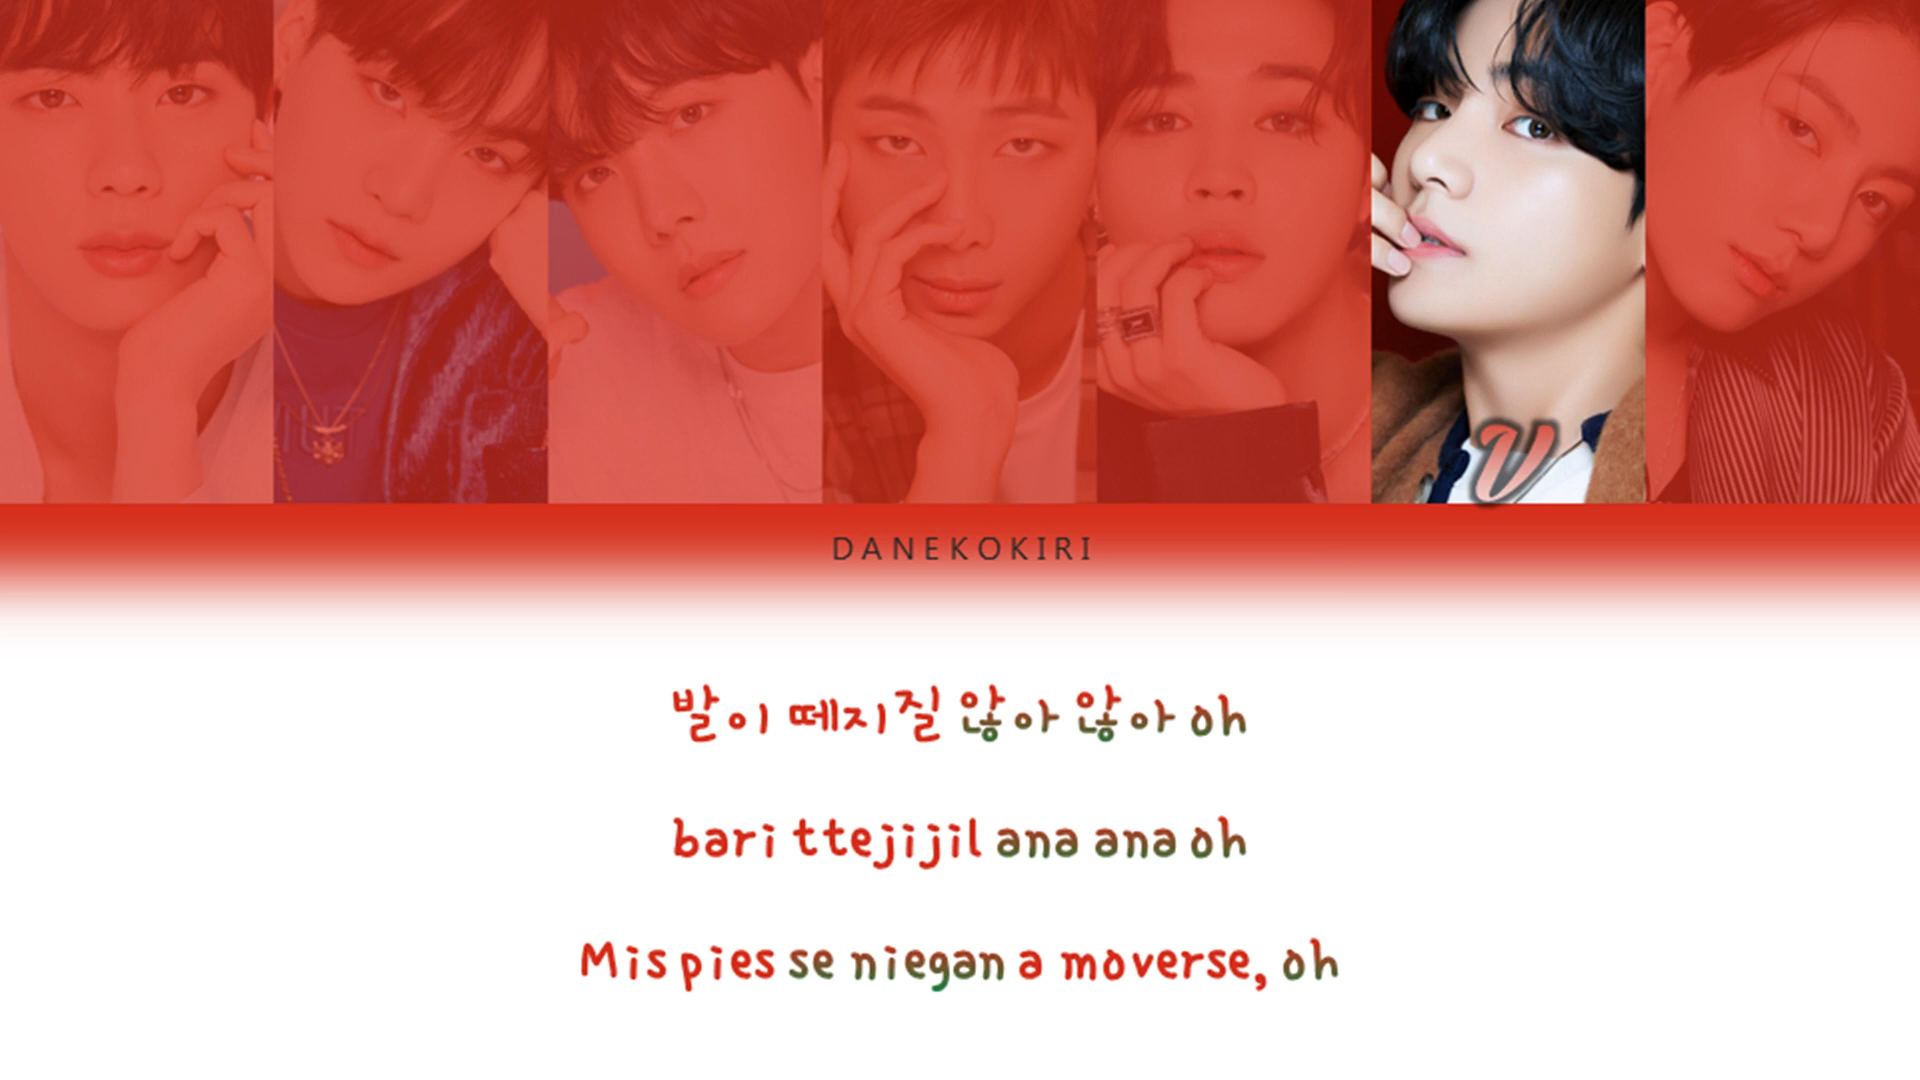 V
DANEKOKIRI
발이 떼지질 않아 않아 oh
bari ttejijil ana ana oh
Mis pies se niegan a moverse, oh